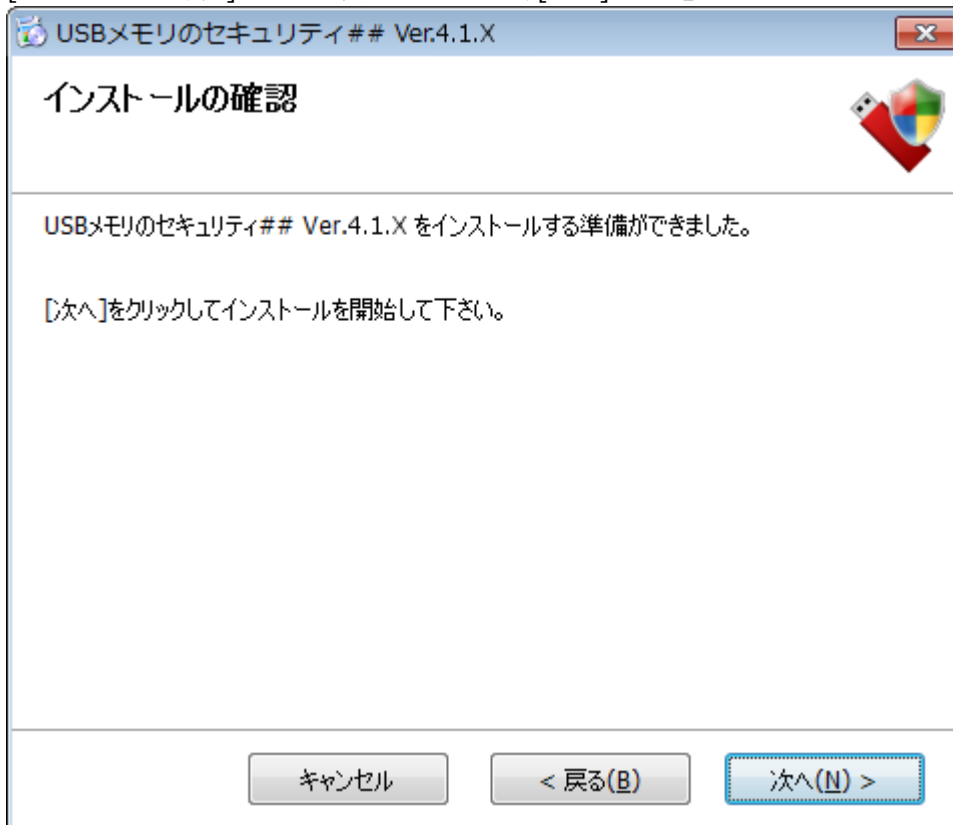 USBメモリのセキュリティ## Ver.4.1.X
インストールの確認
USBメモリのセキュリティ## Ver.4.1.X をインストールする準備ができました。
[次へ]をクリックしてインストールを開始して下さい。
キャンセル
< 戻る(B)
次へ(N) >